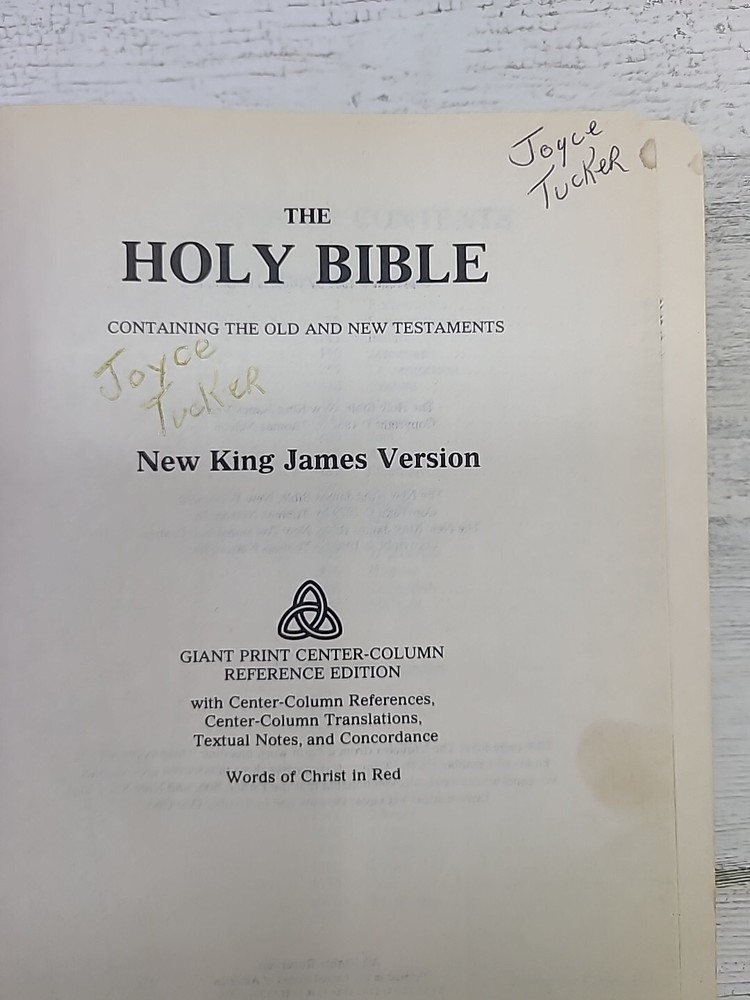 Joyce
Tucker
THE
HOLY BIBLE
CONTAINING THE OLD AND NEW TESTAMENTS
Joyce
Tucker
New King James Version
GIANT PRINT CENTER-COLUMN
REFERENCE EDITION
with Center-Column References,
Center-Column Translations,
Textual Notes, and Concordance
Words of Christ in Red